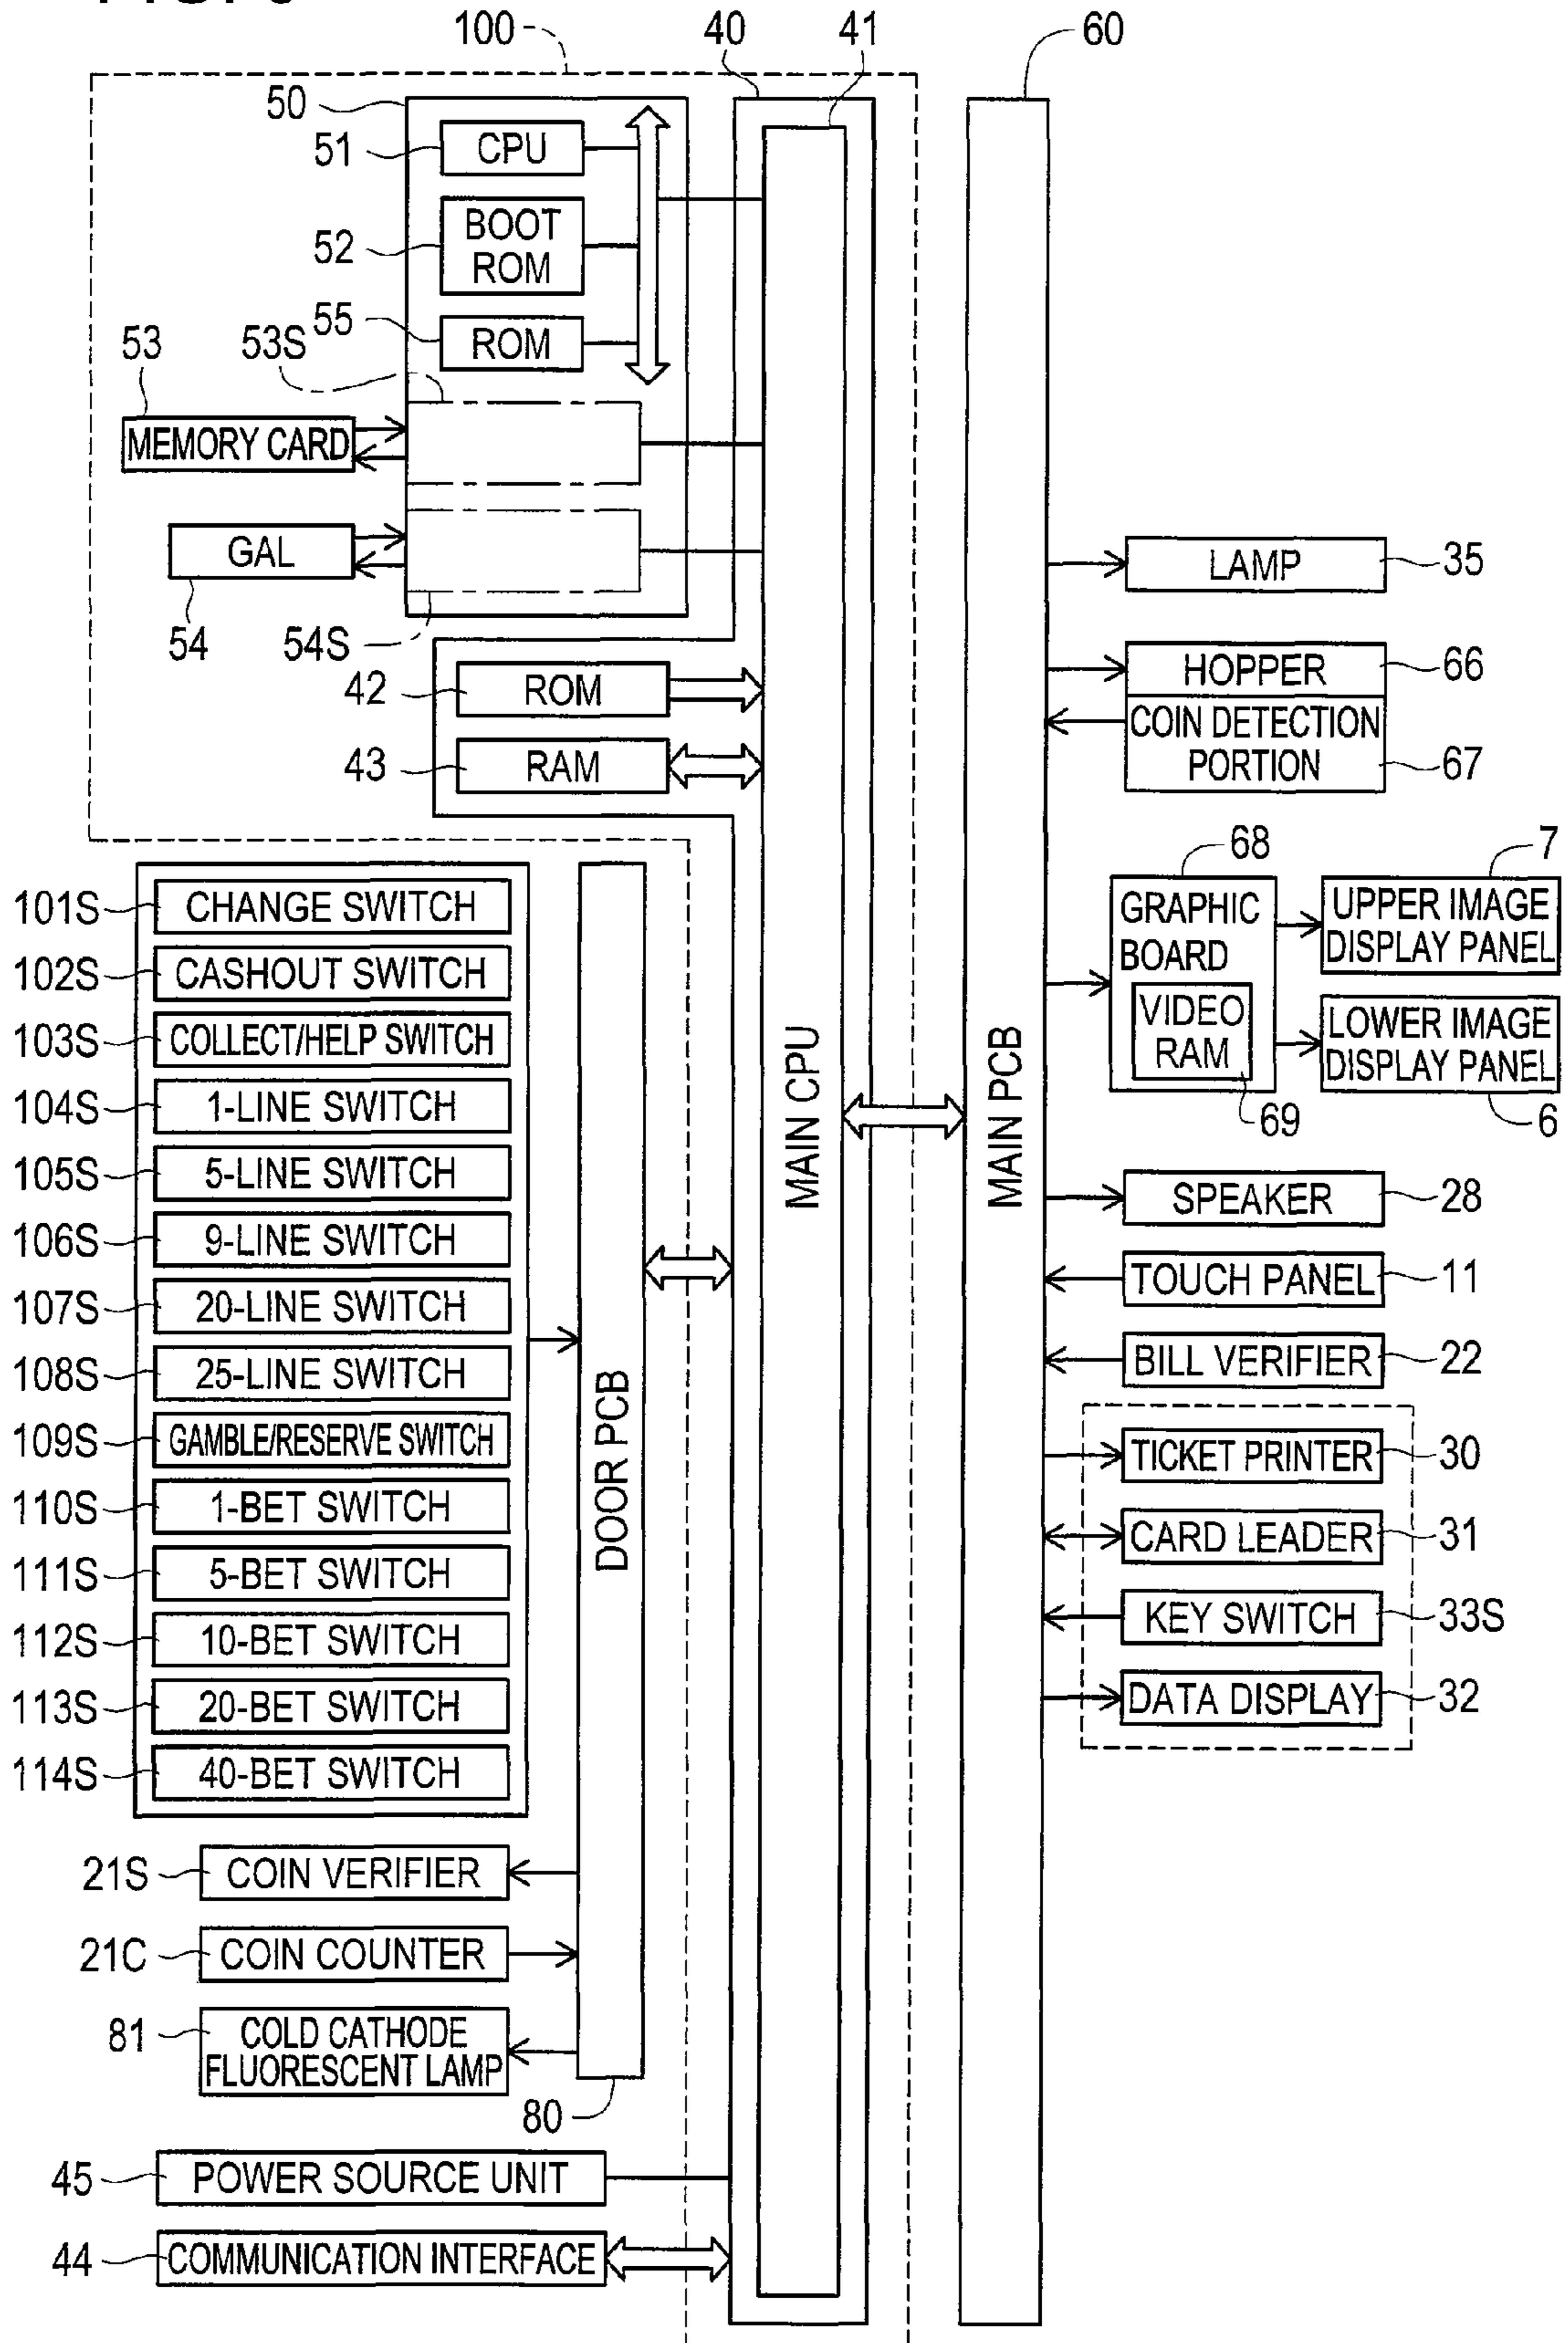 100
40
41
60
50
51
CPU
52
BOOT
ROM
55
ROM
53
53S
MEMORY CARD
GAL
54
54S
42
ROM
43
RAM
LAMP
35
HOPPER
66
COIN DETECTION
PORTION
67
68
GRAPHIC
BOARD
VIDEO
RAM
69
7
UPPER IMAGE
DISPLAY PANEL
LOWER IMAGE
DISPLAY PANEL
6
101S
CHANGE SWITCH
102S
CASHOUT SWITCH
103S
COLLECT/HELP SWITCH
104S
1-LINE SWITCH
105S
5-LINE SWITCH
106S
9-LINE SWITCH
107S
20-LINE SWITCH
108S
25-LINE SWITCH
109S
GAMBLE/RESERVE SWITCH
110S
1-BET SWITCH
111S
5-BET SWITCH
112S
10-BET SWITCH
113S
20-BET SWITCH
114S
40-BET SWITCH
DOOR PCB
MAIN CPU
MAIN PCB
SPEAKER
28
TOUCH PANEL
11
BILL VERIFIER
22
TICKET PRINTER
30
CARD LEADER
31
KEY SWITCH
33S
DATA DISPLAY
32
21S
COIN VERIFIER
21C
COIN COUNTER
81
COLD CATHODE
FLUORESCENT LAMP
80
45
POWER SOURCE UNIT
44
COMMUNICATION INTERFACE